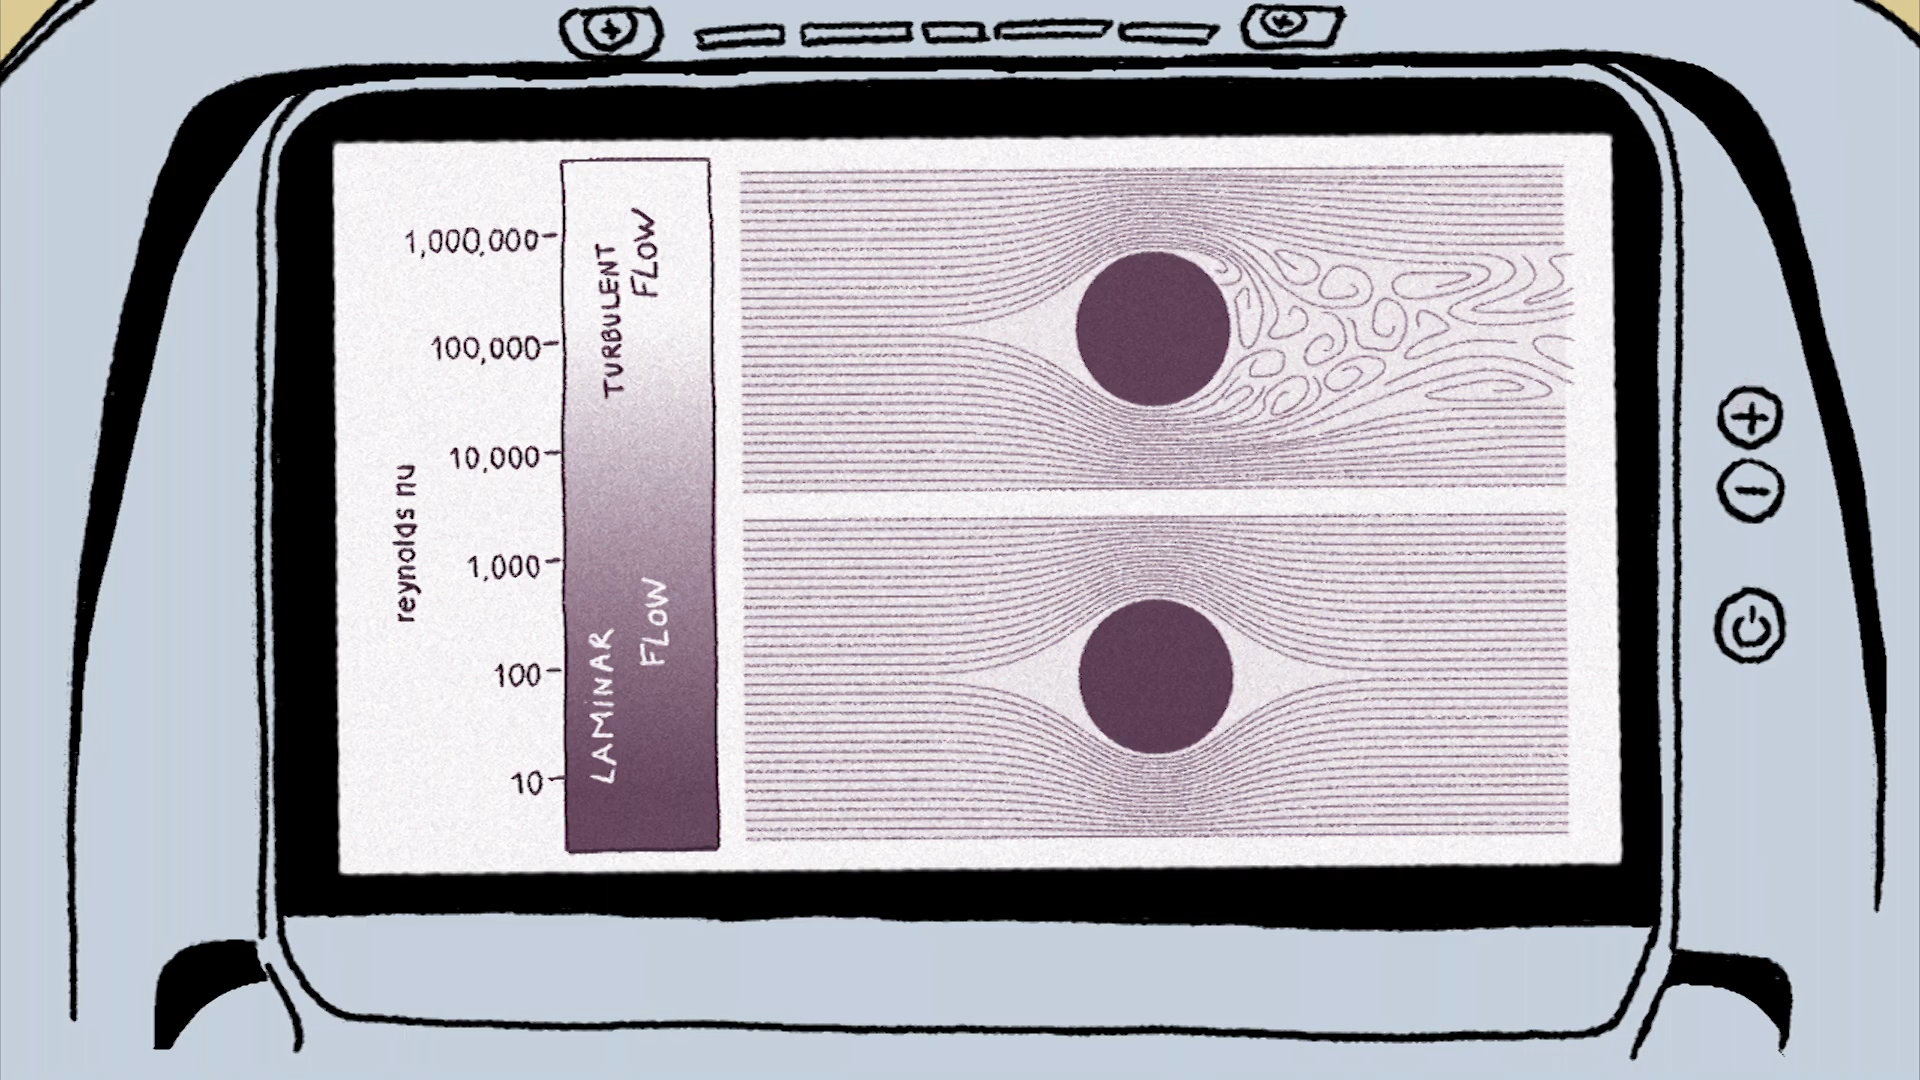 reynolds nu
1,000,000
100,000
10,000
1,000
100
10
TURBULENT
FLOW
LAMINAR
FLOW